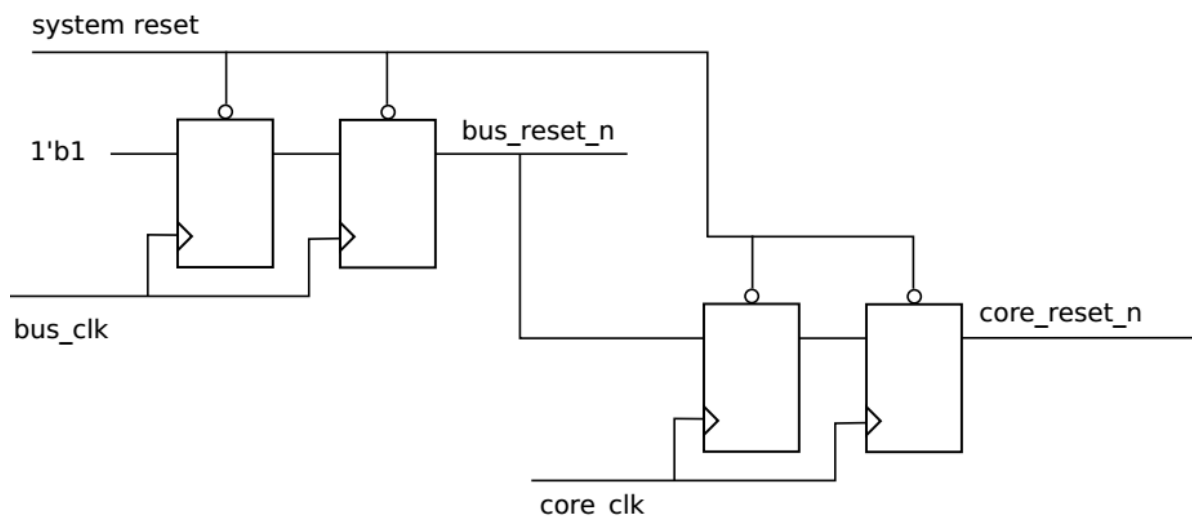 system reset
bus_reset_n
1'b1
core_reset_n
bus_clk
core_clk